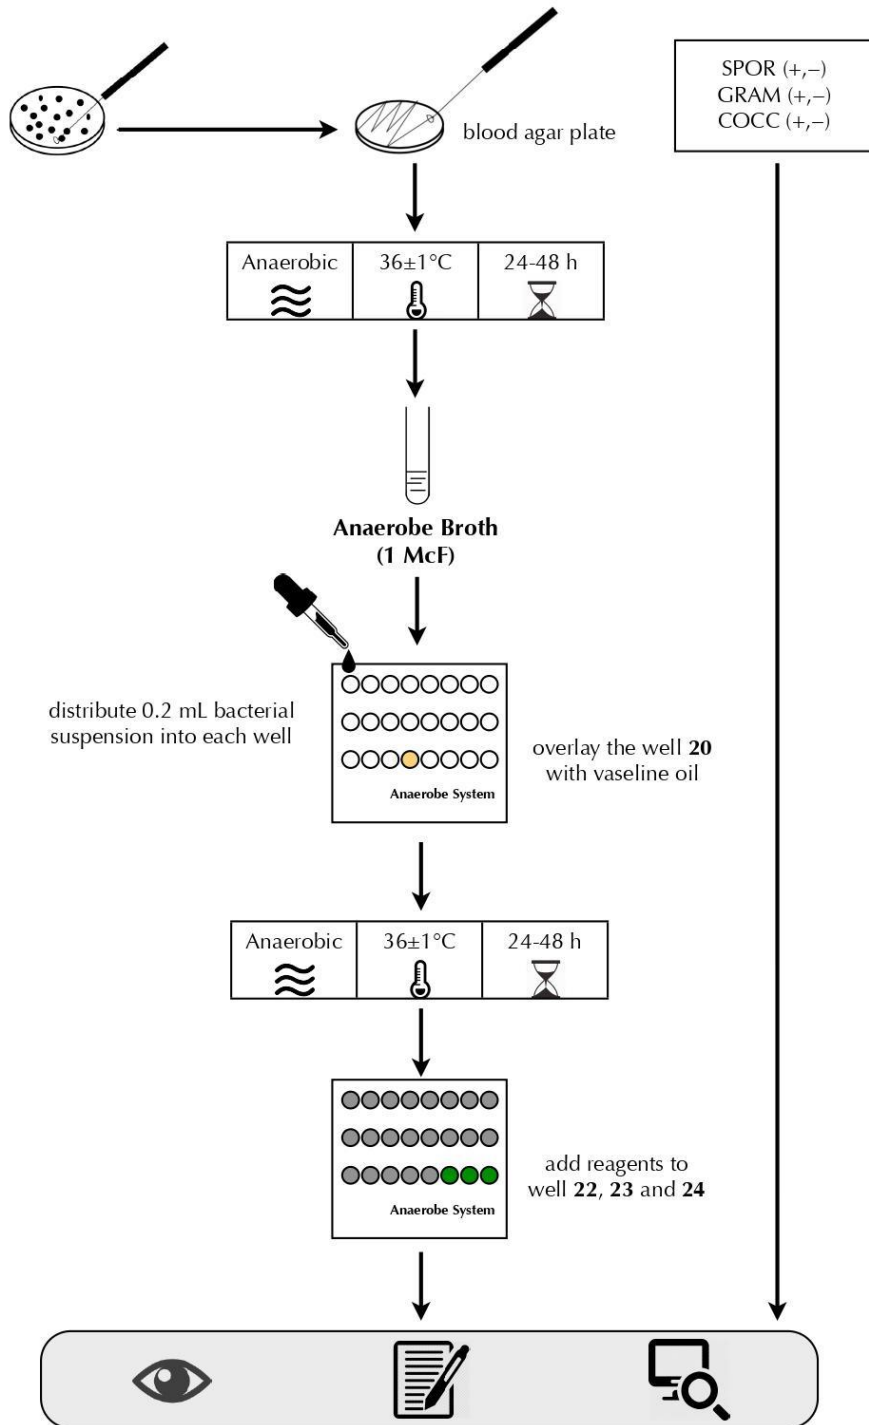 SPOR (+,−)
GRAM (+,−)
COCC (+,−)
blood agar plate
Anaerobic
36±1°C
24-48 h
Anaerobe Broth
(1 McF)
distribute 0.2 mL bacterial
suspension into each well
overlay the well 20
with vaseline oil
Anaerobe System
Anaerobic
36±1°C
24-48 h
add reagents to
well 22, 23 and 24
Anaerobe System